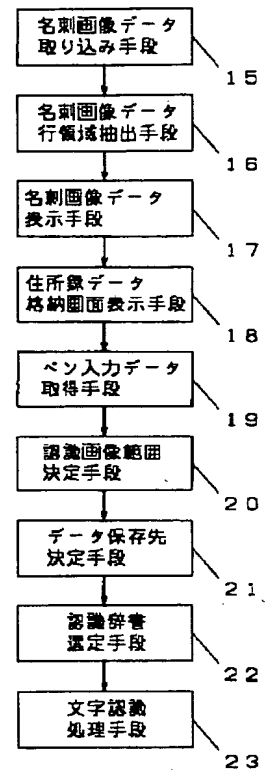 名刺画像データ
取り込み手段
15
名刺画像データ
行領域抽出手段
16
名刺画像データ
表示手段
17
住所録データ
格納画面表示手段
18
ペン入力データ
取得手段
19
認識画像範囲
決定手段
20
データ保存先
決定手段
21
認識辞書
選定手段
22
文字認識
処理手段
23